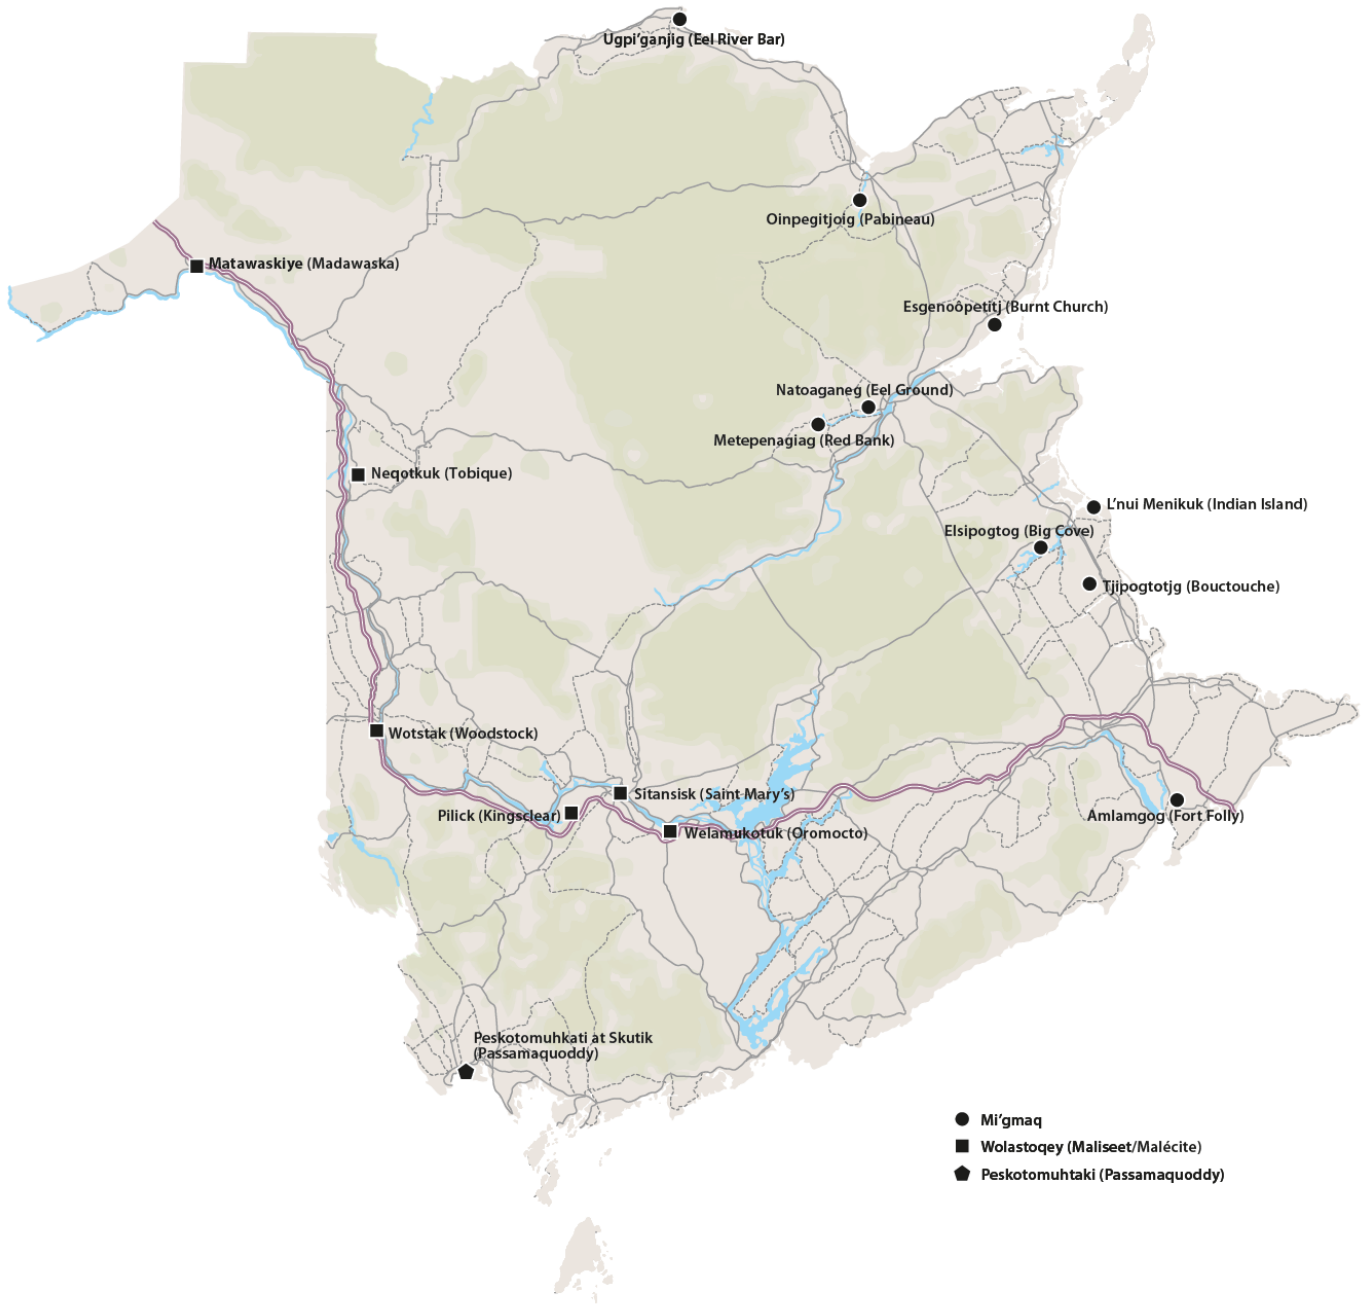 Ugpi'ganjig (Eel River Bar)
Oinpegitjoig (Pabineau)
Matawaskiye (Madawaska)
Esgenoôpetitj (Burnt Church)
Natoaganeg (Eel Ground)
Metepenagiag (Red Bank)
Neqotkuk (Tobique)
L'nui Menikuk (Indian Island)
Elsipogtog (Big Cove)
Tjipogtotjg (Bouctouche)
Wotstak (Woodstock)
Sitansisk (Saint Mary's)
Pilick (Kingsclear)
Amlamgog (Fort Folly)
Welamukotuk (Oromocto)
Peskotomuhkati at Skutik
(Passamaquoddy)
Mi'gmaq
Wolastoqey (Maliseet/Malécite)
Peskotomuhtaki (Passamaquoddy)